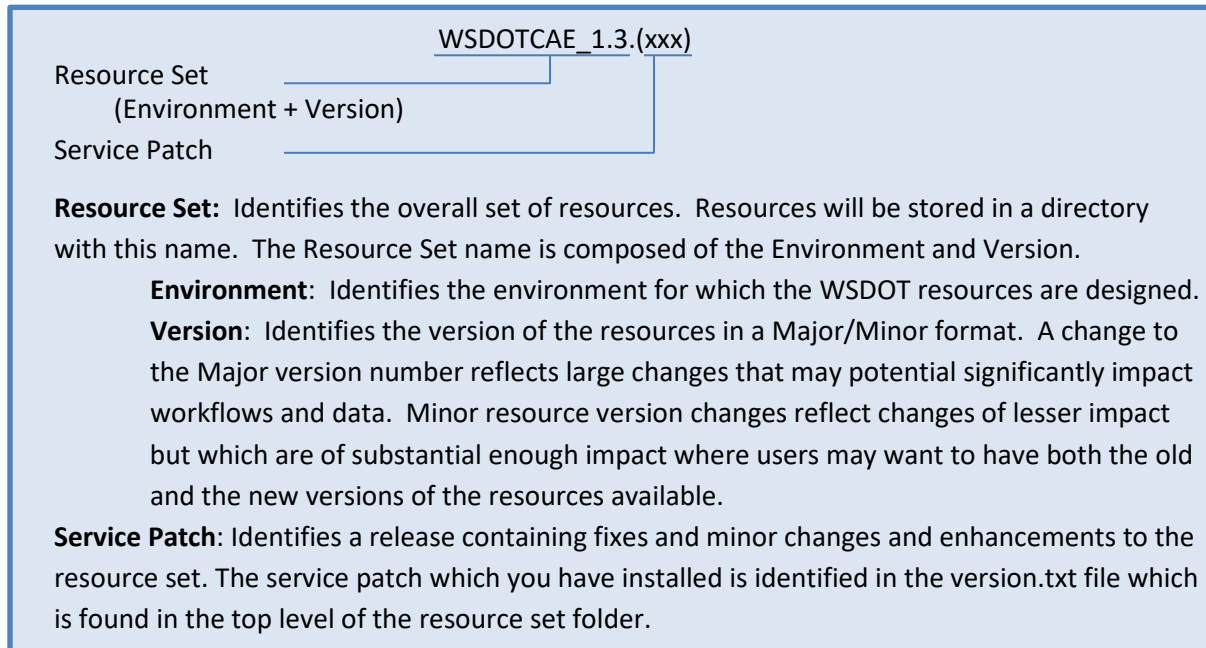 WSDOTCAE_1.3.(xxx)
Resource Set
(Environment + Version)
Service Patch
Resource Set:  Identifies the overall set of resources.  Resources will be stored in a directory
with this name.  The Resource Set name is composed of the Environment and Version.
Environment:  Identifies the environment for which the WSDOT resources are designed.
Version:  Identifies the version of the resources in a Major/Minor format.  A change to
the Major version number reflects large changes that may potential significantly impact
workflows and data.  Minor resource version changes reflect changes of lesser impact
but which are of substantial enough impact where users may want to have both the old
and the new versions of the resources available.
Service Patch: Identifies a release containing fixes and minor changes and enhancements to the
resource set. The service patch which you have installed is identified in the version.txt file which
is found in the top level of the resource set folder.